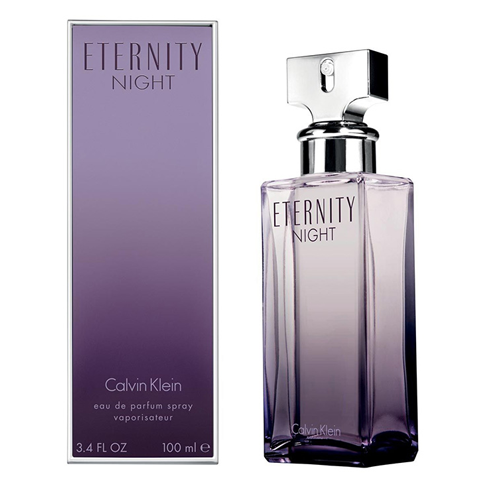 ETERNITY
NIGHT
Calvin Klein
eau de parfum spray
vaporisateur
3.4 FL OZ 100 ml ℮
ETERNITY
NIGHT
Calvin Klein